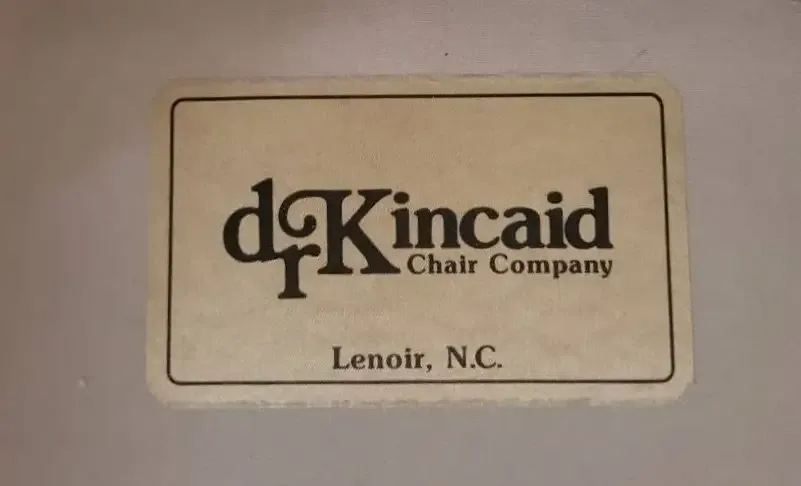 drKincaid
Chair Company
Lenoir, N.C.